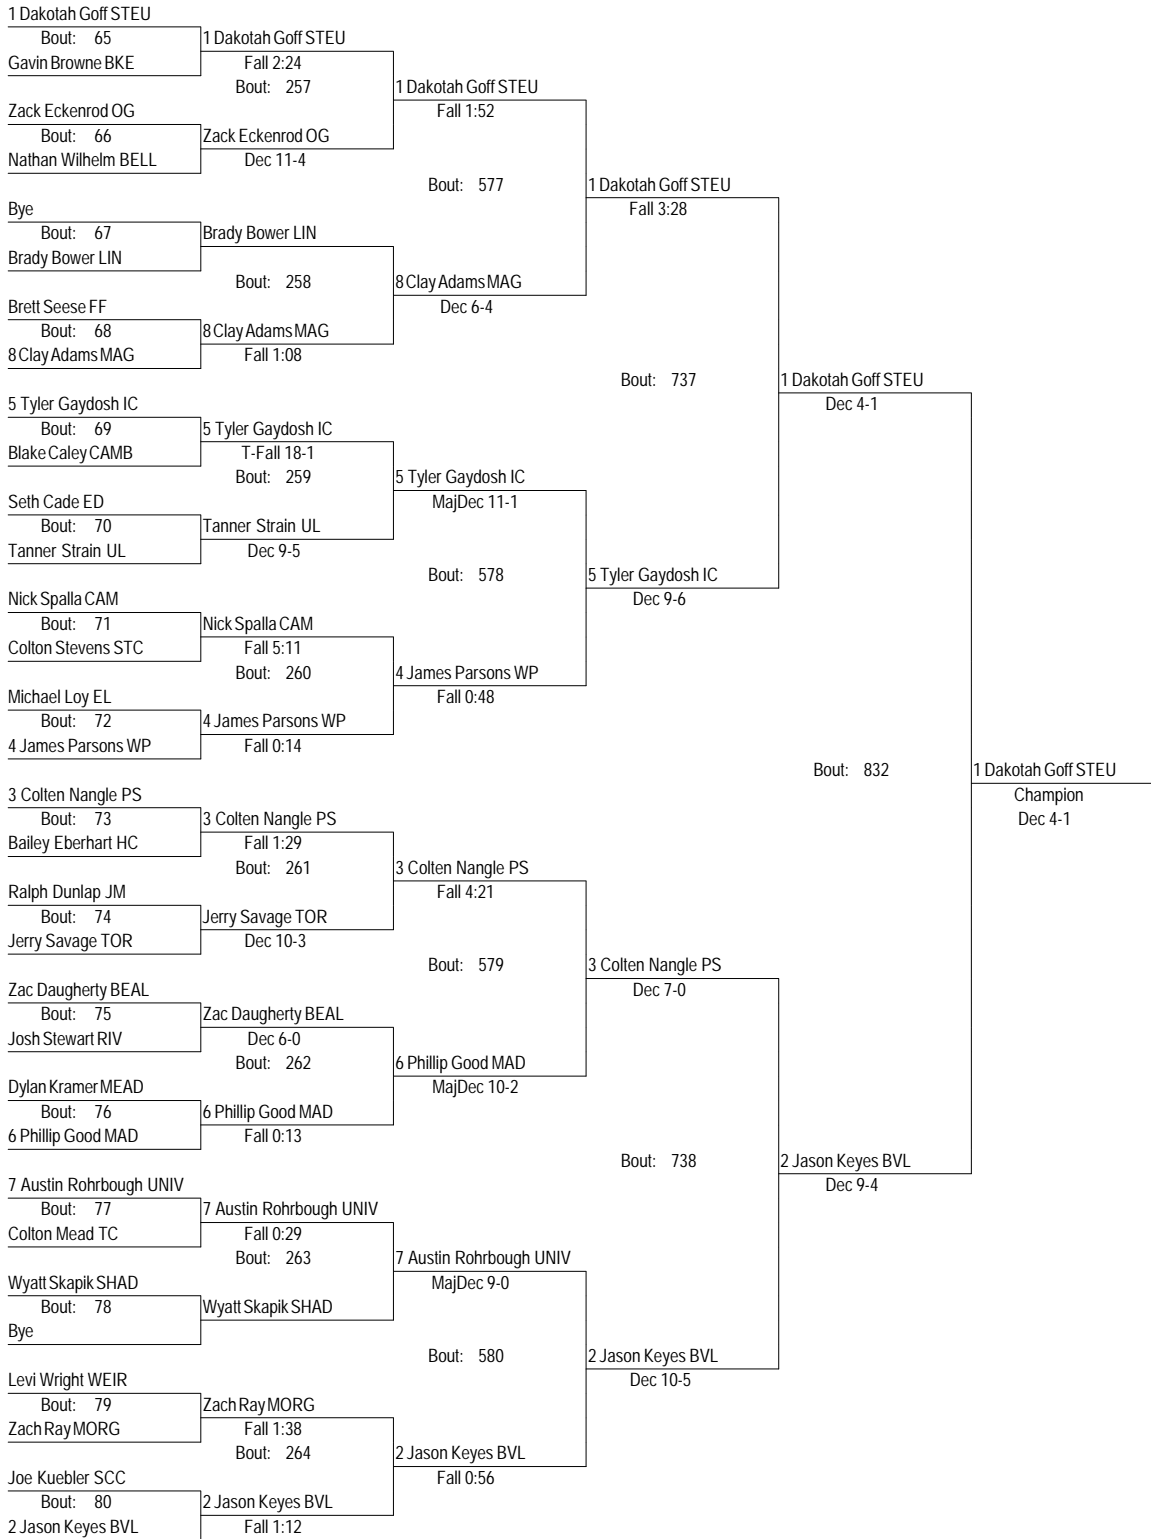 1 Dakotah Goff STEU
Bout: 65
1 Dakotah Goff STEU
Gavin Browne BKE
Fall 2:24
Bout: 257
1 Dakotah Goff STEU
Zack Eckenrod OG
Fall 1:52
Bout: 66
Zack Eckenrod OG
Nathan Wilhelm BELL
Dec 11-4
Bout: 577
1 Dakotah Goff STEU
Bye
Fall 3:28
Bout: 67
Brady Bower LIN
Brady Bower LIN
Bout: 258
8 Clay Adams MAG
Brett Seese FF
Dec 6-4
Bout: 68
8 Clay Adams MAG
8 Clay Adams MAG
Fall 1:08
Bout: 737
1 Dakotah Goff STEU
5 Tyler Gaydosh IC
Dec 4-1
Bout: 69
5 Tyler Gaydosh IC
Blake Caley CAMB
T-Fall 18-1
Bout: 259
5 Tyler Gaydosh IC
Seth Cade ED
MajDec 11-1
Bout: 70
Tanner Strain UL
Tanner Strain UL
Dec 9-5
Bout: 578
5 Tyler Gaydosh IC
Nick Spalla CAM
Dec 9-6
Bout: 71
Nick Spalla CAM
Colton Stevens STC
Fall 5:11
Bout: 260
4 James Parsons WP
Michael Loy EL
Fall 0:48
Bout: 72
4 James Parsons WP
4 James Parsons WP
Fall 0:14
Bout: 832
1 Dakotah Goff STEU
3 Colten Nangle PS
Champion
Bout: 73
3 Colten Nangle PS
Dec 4-1
Bailey Eberhart HC
Fall 1:29
Bout: 261
3 Colten Nangle PS
Ralph Dunlap JM
Fall 4:21
Bout: 74
Jerry Savage TOR
Jerry Savage TOR
Dec 10-3
Bout: 579
3 Colten Nangle PS
Zac Daugherty BEAL
Dec 7-0
Bout: 75
Zac Daugherty BEAL
Josh Stewart RIV
Dec 6-0
Bout: 262
6 Phillip Good MAD
Dylan Kramer MEAD
MajDec 10-2
Bout: 76
6 Phillip Good MAD
6 Phillip Good MAD
Fall 0:13
Bout: 738
2 Jason Keyes BVL
7 Austin Rohrbough UNIV
Dec 9-4
Bout: 77
7 Austin Rohrbough UNIV
Colton Mead TC
Fall 0:29
Bout: 263
7 Austin Rohrbough UNIV
Wyatt Skapik SHAD
MajDec 9-0
Bout: 78
Wyatt Skapik SHAD
Bye
Bout: 580
2 Jason Keyes BVL
Levi Wright WEIR
Dec 10-5
Bout: 79
Zach Ray MORG
Zach Ray MORG
Fall 1:38
Bout: 264
2 Jason Keyes BVL
Joe Kuebler SCC
Fall 0:56
Bout: 80
2 Jason Keyes BVL
2 Jason Keyes BVL
Fall 1:12